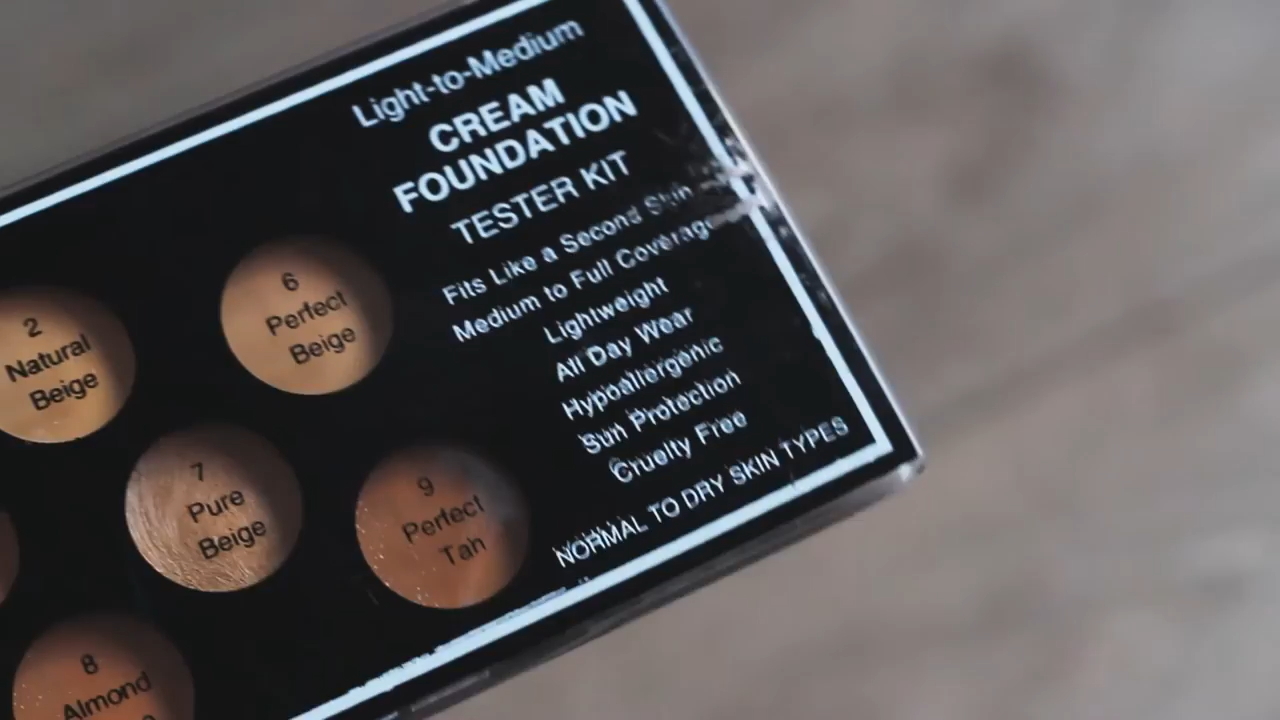 Light-to-Medium
CREAM
FOUNDATION
TESTER KIT
Fits Like a Second Skin
Medium to Full Coverage
Lightweight
All Day Wear
Hypoallergenic
Sun Protection
Cruelty Free
NORMAL TO DRY SKIN TYPES
2
Natural
Beige
6
Perfect
Beige
7
Pure
Beige
9
Perfect
Tan
8
Almond